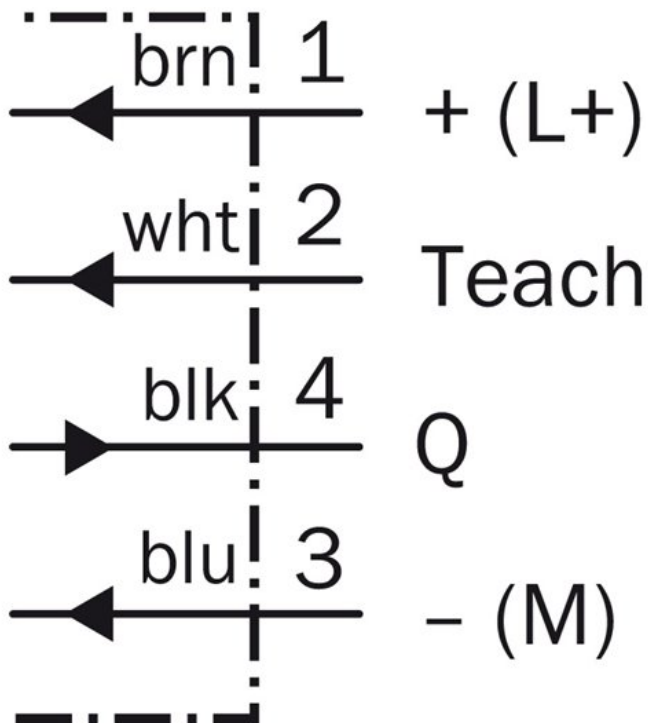 brn 1 + (L+)
wht 2 Teach
blk 4 Q
blu 3 – (M)